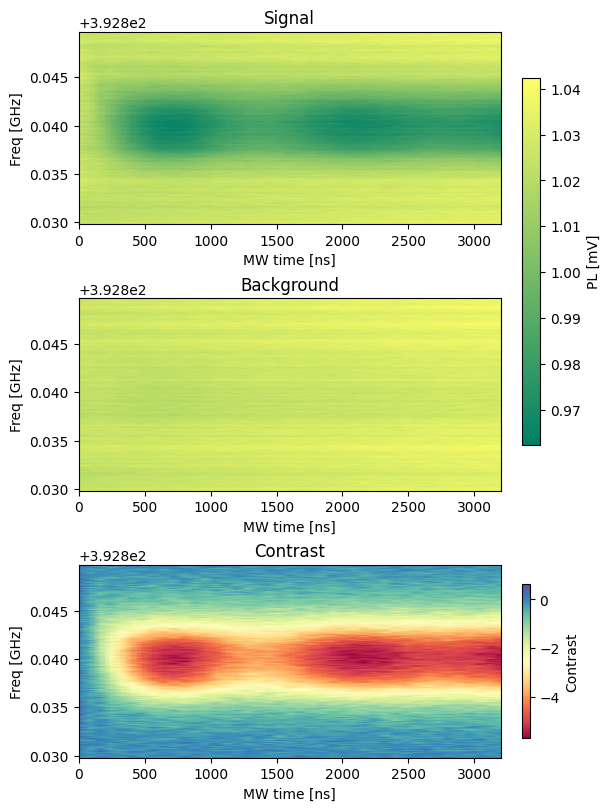 Signal
+3.928e2
0.045
0.040
0.035
0.030
Freq [GHz]
0 500 1000 1500 2000 2500 3000
MW time [ns]
Background
+3.928e2
0.045
0.040
0.035
0.030
Freq [GHz]
0 500 1000 1500 2000 2500 3000
MW time [ns]
1.04
1.03
1.02
1.01
1.00
0.99
0.98
0.97
PL [mV]
Contrast
+3.928e2
0.045
0.040
0.035
0.030
Freq [GHz]
0 500 1000 1500 2000 2500 3000
MW time [ns]
0
−2
−4
Contrast